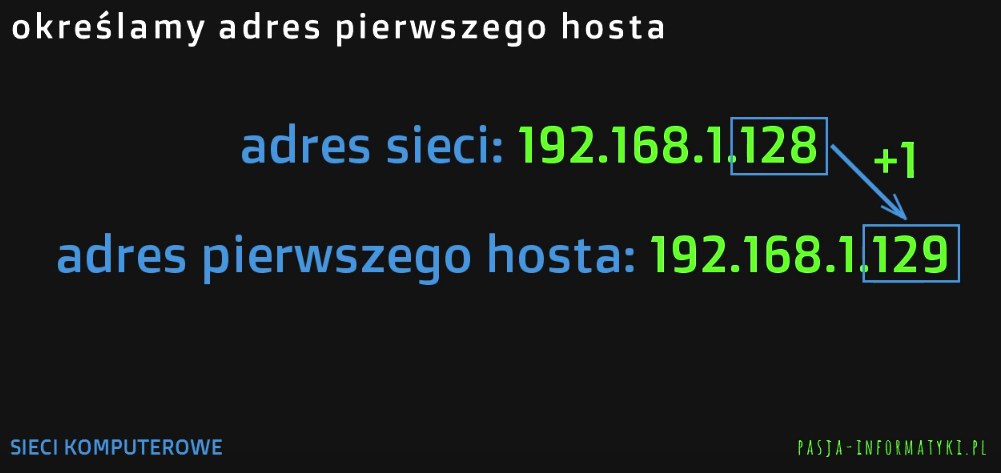 określamy adres pierwszego hosta
adres sieci: 192.168.1.128
+1
adres pierwszego hosta: 192.168.1.129
SIECI KOMPUTEROWE
PASJA-INFORMATYKI.PL